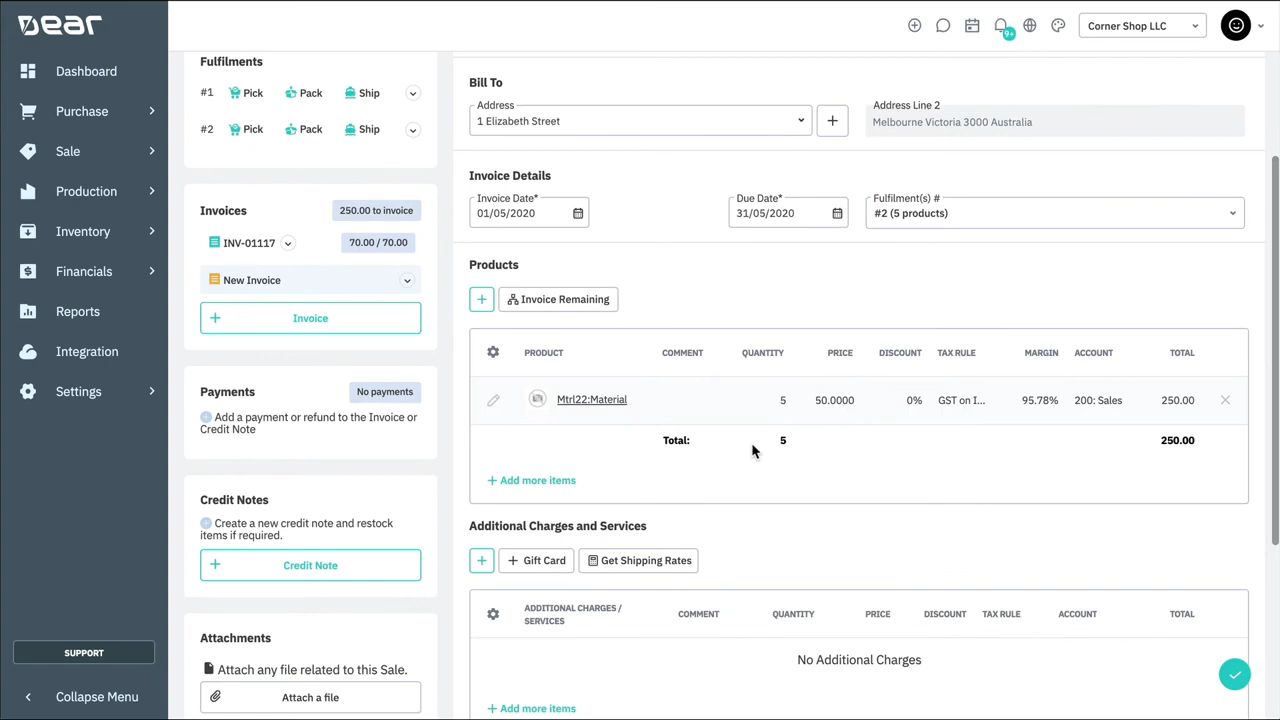 DEAR
Corner Shop LLC
9+
Dashboard
Purchase
Sale
Production
Inventory
Financials
Reports
Integration
Settings
SUPPORT
Collapse Menu
Fulfilments
#1 Pick Pack Ship
#2 Pick Pack Ship
Invoices 250.00 to invoice
INV-01117 70.00 / 70.00
New Invoice
+ Invoice
Payments No payments
Add a payment or refund to the Invoice or
Credit Note
Credit Notes
Create a new credit note and restock
items if required.
+ Credit Note
Attachments
Attach any file related to this Sale.
Attach a file
Bill To
Address
1 Elizabeth Street
+
Address Line 2
Melbourne Victoria 3000 Australia
Invoice Details
Invoice Date*
01/05/2020
Due Date*
31/05/2020
Fulfilment(s) #
#2 (5 products)
Products
+ Invoice Remaining
PRODUCT COMMENT QUANTITY PRICE DISCOUNT TAX RULE MARGIN ACCOUNT TOTAL
Mtrl22:Material 5 50.0000 0% GST on I... 95.78% 200: Sales 250.00
Total: 5 250.00
+ Add more items
Additional Charges and Services
+ + Gift Card Get Shipping Rates
ADDITIONAL CHARGES / SERVICES COMMENT QUANTITY PRICE DISCOUNT TAX RULE ACCOUNT TOTAL
No Additional Charges
+ Add more items